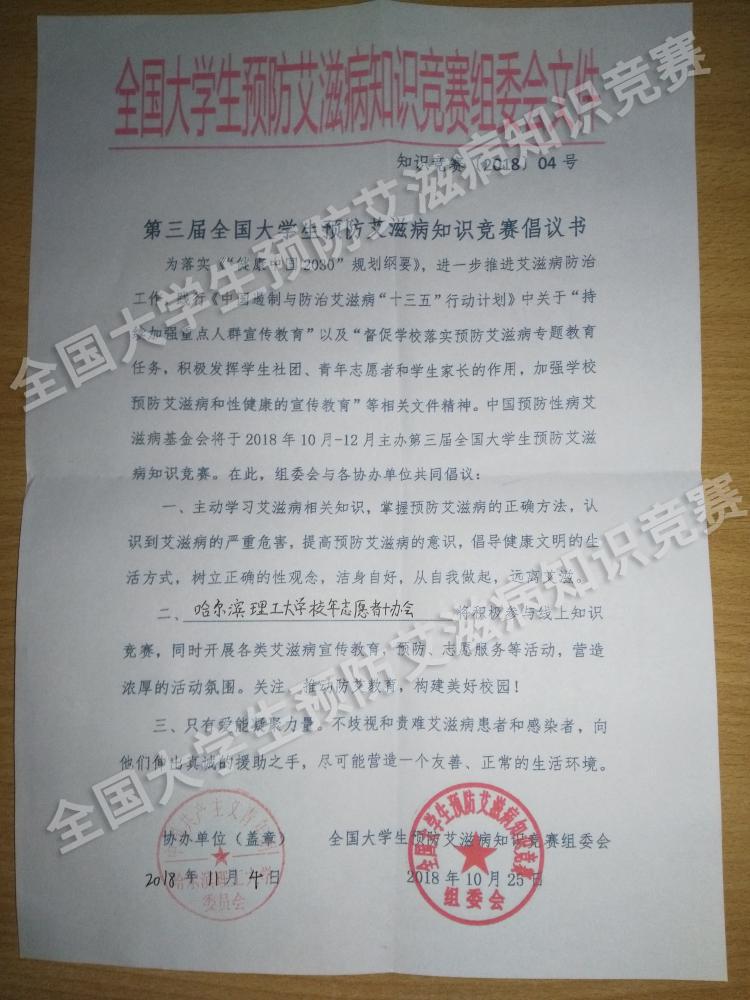 全国大学生预防艾滋病知识竞赛组委会文件
知识竞赛〔2018〕04号
第三届全国大学生预防艾滋病知识竞赛倡议书
为落实《“健康中国2030”规划纲要》，进一步推进艾滋病防治
工作，践行《中国遏制与防治艾滋病“十三五”行动计划》中关于“持
续加强重点人群宣传教育”以及“督促学校落实预防艾滋病专题教育
任务，积极发挥学生社团、青年志愿者和学生家长的作用，加强学校
预防艾滋病和性健康的宣传教育”等相关文件精神。中国预防性病艾
滋病基金会将于2018年10月-12月主办第三届全国大学生预防艾滋
病知识竞赛。在此，组委会与各协办单位共同倡议：
一、主动学习艾滋病相关知识，掌握预防艾滋病的正确方法，认
识到艾滋病的严重危害，提高预防艾滋病的意识，倡导健康文明的生
活方式，树立正确的性观念，洁身自好，从自我做起，远离艾滋。
二、哈尔滨理工大学校年志愿者协会 将积极参与线上知识
竞赛，同时开展各类艾滋病宣传教育、预防、志愿服务等活动，营造
浓厚的活动氛围。关注、推动防艾教育，构建美好校园！
三、只有爱能凝聚力量，不歧视和责难艾滋病患者和感染者，向
他们伸出真诚的援助之手，尽可能营造一个友善、正常的生活环境。
协办单位（盖章） 全国大学生预防艾滋病知识竞赛组委会
2018年11月4日 2018年10月25日
哈尔滨理工大学
委员会
全国大学生预防艾滋病知识竞赛
组委会
全国大学生预防艾滋病知识竞赛
全国大学生预防艾滋病知识竞赛